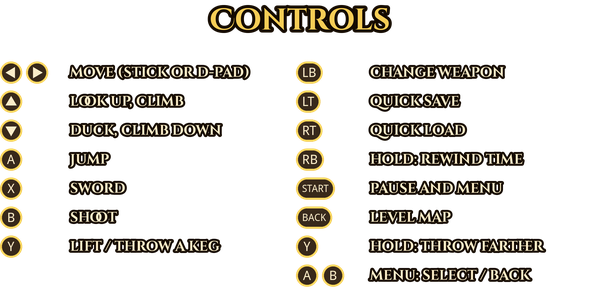 CONTROLS
MOVE (STICK OR D-PAD)
LOOK UP, CLIMB
DUCK, CLIMB DOWN
A JUMP
X SWORD
B SHOOT
Y LIFT / THROW A KEG
LB CHANGE WEAPON
LT QUICK SAVE
RT QUICK LOAD
RB HOLD: REWIND TIME
START PAUSE AND MENU
BACK LEVEL MAP
Y HOLD: THROW FARTHER
A B MENU: SELECT / BACK